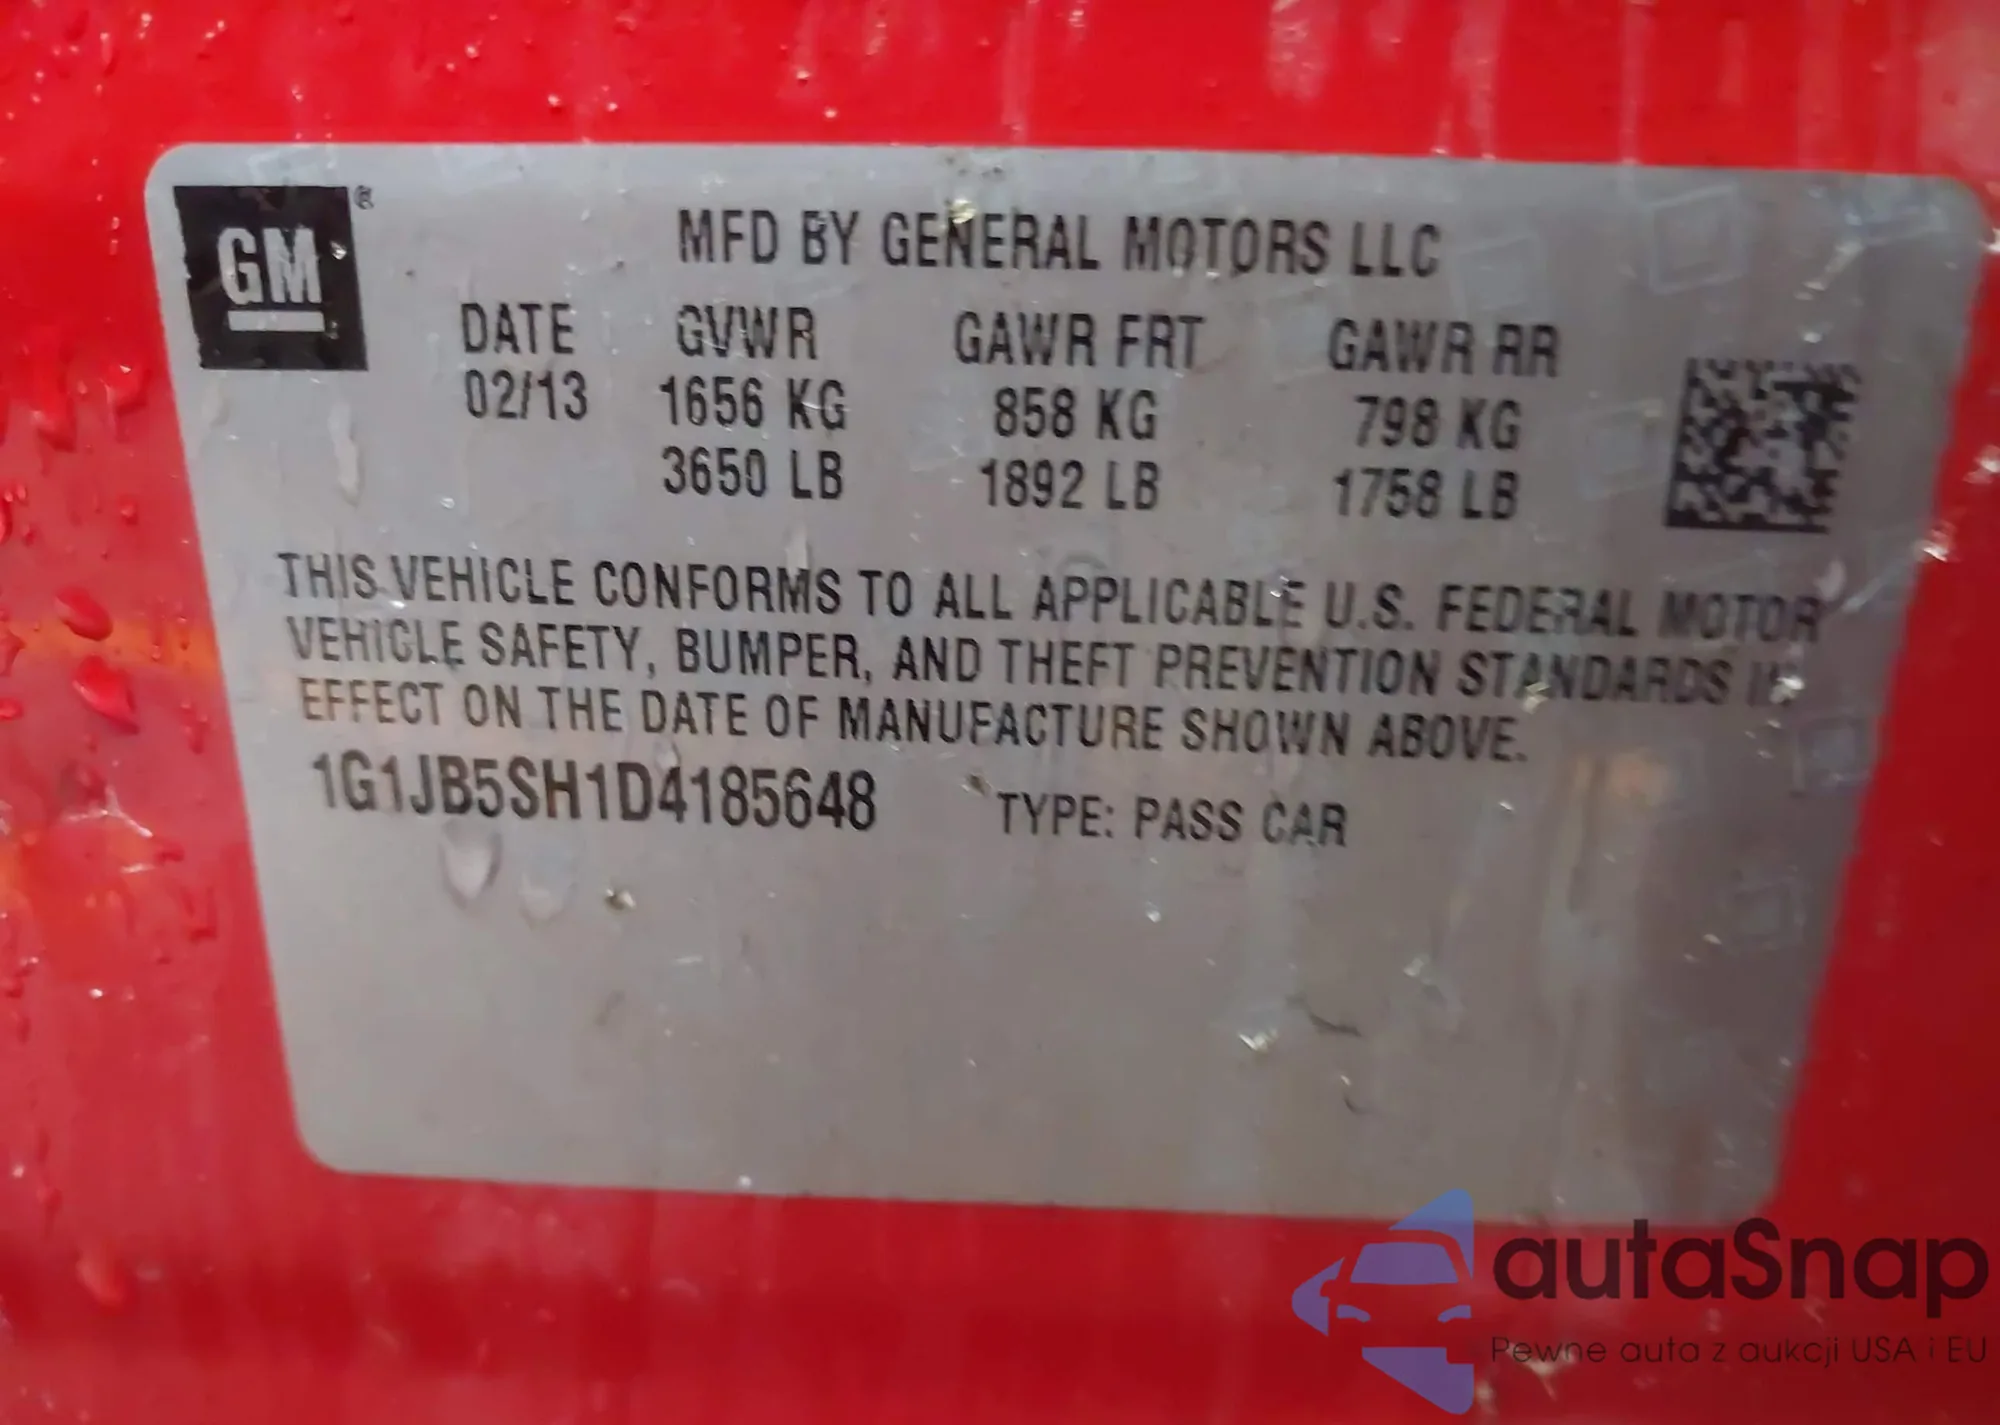 GM ®
MFD BY GENERAL MOTORS LLC
DATE GVWR GAWR FRT GAWR RR
02/13 1656 KG 858 KG 798 KG
3650 LB 1892 LB 1758 LB
THIS VEHICLE CONFORMS TO ALL APPLICABLE U.S. FEDERAL MOTOR
VEHICLE SAFETY, BUMPER, AND THEFT PREVENTION STANDARDS IN
EFFECT ON THE DATE OF MANUFACTURE SHOWN ABOVE.
1G1JB5SH1D4185648 TYPE: PASS CAR
autaSnap
Pewne auta z aukcji USA i EU